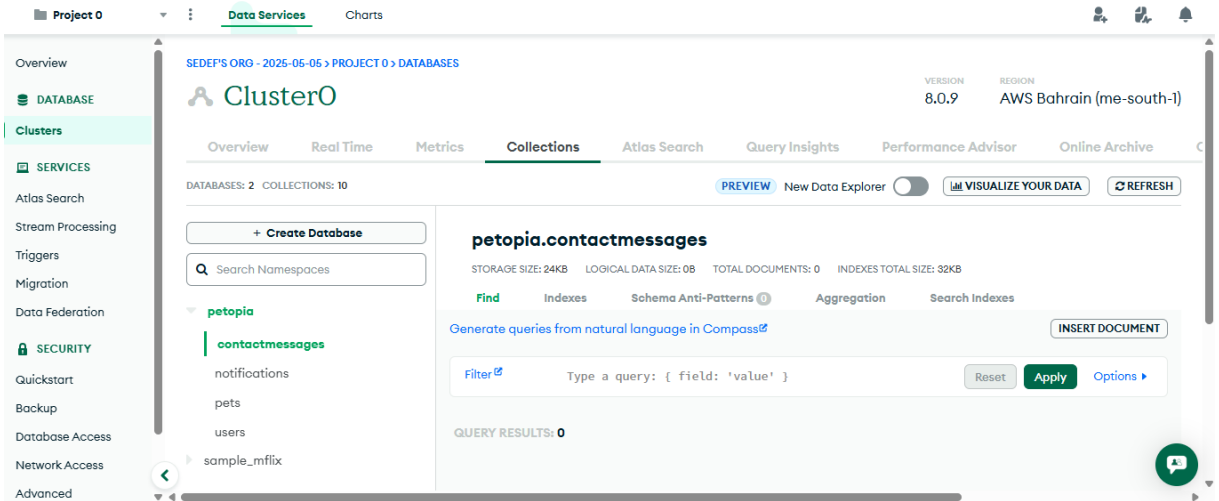 Project 0
Data Services
Charts
Overview
DATABASE
Clusters
SERVICES
Atlas Search
Stream Processing
Triggers
Migration
Data Federation
SECURITY
Quickstart
Backup
Database Access
Network Access
Advanced
SEDEF'S ORG - 2025-05-05 > PROJECT 0 > DATABASES
Cluster0
VERSION
8.0.9
REGION
AWS Bahrain (me-south-1)
Overview Real Time Metrics Collections Atlas Search Query Insights Performance Advisor Online Archive
DATABASES: 2 COLLECTIONS: 10
PREVIEW New Data Explorer VISUALIZE YOUR DATA REFRESH
+ Create Database
Search Namespaces
petopia
contactmessages
notifications
pets
users
sample_mflix
petopia.contactmessages
STORAGE SIZE: 24KB LOGICAL DATA SIZE: 0B TOTAL DOCUMENTS: 0 INDEXES TOTAL SIZE: 32KB
Find Indexes Schema Anti-Patterns 0 Aggregation Search Indexes
Generate queries from natural language in Compass
INSERT DOCUMENT
Filter Type a query: { field: 'value' } Reset Apply Options
QUERY RESULTS: 0